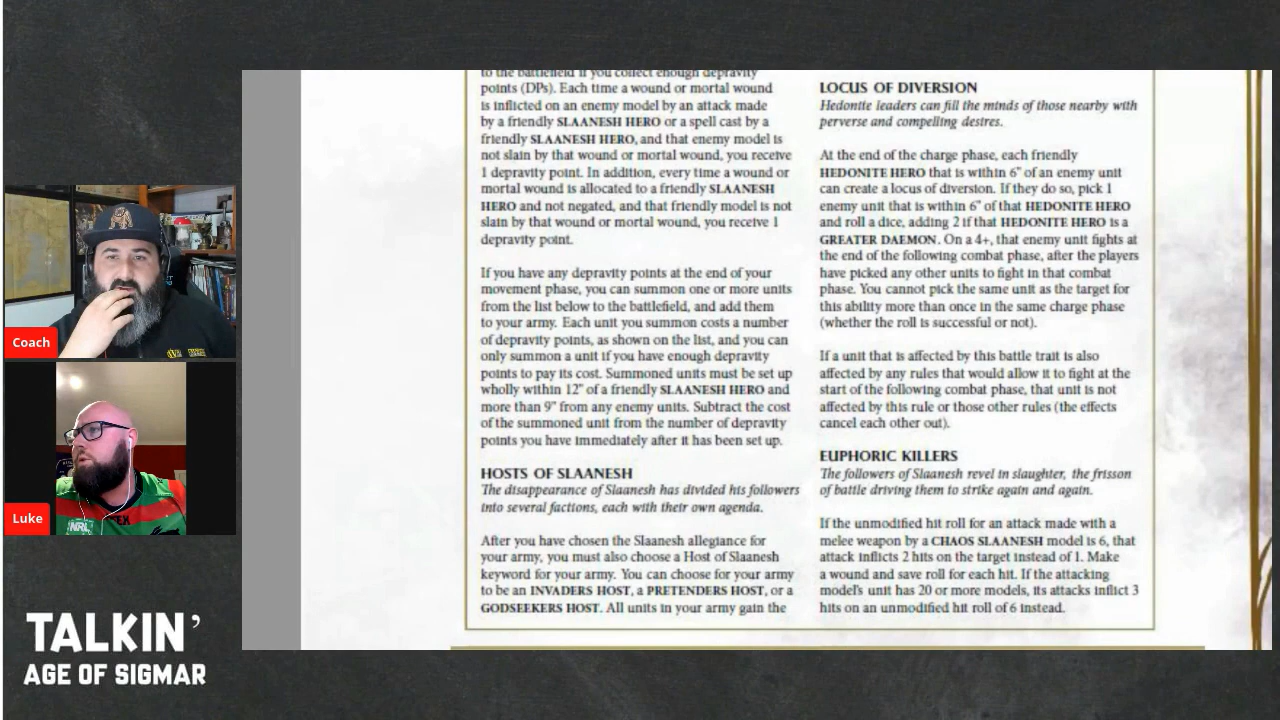 to the battlefield if you collect enough depravity
points (DPs). Each time a wound or mortal wound
is inflicted on an enemy model by an attack made
by a friendly SLAANESH HERO or a spell cast by a
friendly SLAANESH HERO, and that enemy model is
not slain by that wound or mortal wound, you receive
1 depravity point. In addition, every time a wound or
mortal wound is allocated to a friendly SLAANESH
HERO and not negated, and that friendly model is not
slain by that wound or mortal wound, you receive 1
depravity point.
If you have any depravity points at the end of your
movement phase, you can summon one or more units
from the list below to the battlefield, and add them
to your army. Each unit you summon costs a number
of depravity points, as shown on the list, and you can
only summon a unit if you have enough depravity
points to pay its cost. Summoned units must be set up
wholly within 12" of a friendly SLAANESH HERO and
more than 9" from any enemy units. Subtract the cost
of the summoned unit from the number of depravity
points you have immediately after it has been set up.
HOSTS OF SLAANESH
The disappearance of Slaanesh has divided his followers
into several factions, each with their own agenda.
After you have chosen the Slaanesh allegiance for
your army, you must also choose a Host of Slaanesh
keyword for your army. You can choose for your army
to be an INVADERS HOST, a PRETENDERS HOST, or a
GODSEEKERS HOST. All units in your army gain the
LOCUS OF DIVERSION
Hedonite leaders can fill the minds of those nearby with
perverse and compelling desires.
At the end of the charge phase, each friendly
HEDONITE HERO that is within 6" of an enemy unit
can create a locus of diversion. If they do so, pick 1
enemy unit that is within 6" of that HEDONITE HERO
and roll a dice, adding 2 if that HEDONITE HERO is a
GREATER DAEMON. On a 4+, that enemy unit fights at
the end of the following combat phase, after the players
have picked any other units to fight in that combat
phase. You cannot pick the same unit as the target for
this ability more than once in the same charge phase
(whether the roll is successful or not).
If a unit that is affected by this battle trait is also
affected by any rules that would allow it to fight at the
start of the following combat phase, that unit is not
affected by this rule or those other rules (the effects
cancel each other out).
EUPHORIC KILLERS
The followers of Slaanesh revel in slaughter, the frisson
of battle driving them to strike again and again.
If the unmodified hit roll for an attack made with a
melee weapon by a CHAOS SLAANESH model is 6, that
attack inflicts 2 hits on the target instead of 1. Make
a wound and save roll for each hit. If the attacking
model's unit has 20 or more models, its attacks inflict 3
hits on an unmodified hit roll of 6 instead.
Coach
Luke
NRL
TALKIN'
AGE OF SIGMAR